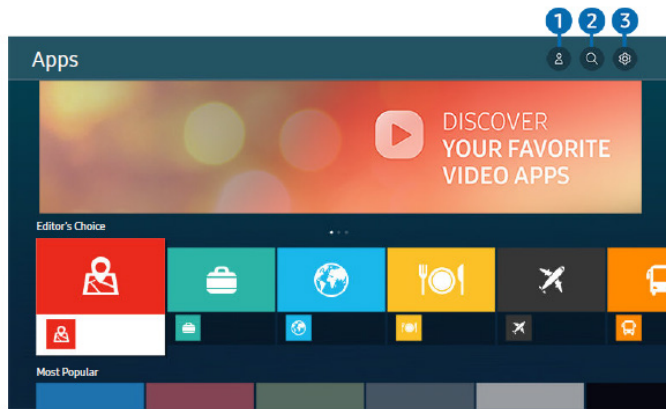 1 2 3
Apps
DISCOVER
YOUR FAVORITE
VIDEO APPS
Editor's Choice
Most Popular